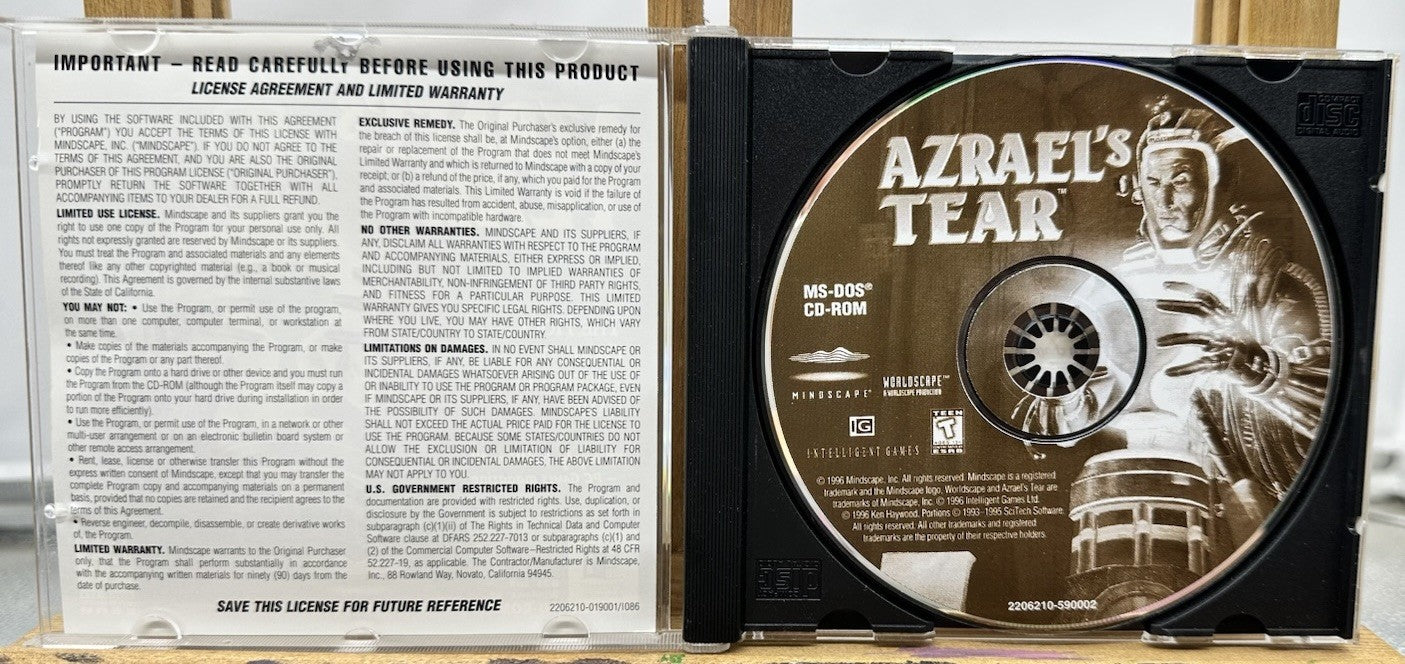 IMPORTANT – READ CAREFULLY BEFORE USING THIS PRODUCT
LICENSE AGREEMENT AND LIMITED WARRANTY
BY USING THE SOFTWARE INCLUDED WITH THIS AGREEMENT
("PROGRAM") YOU ACCEPT THE TERMS OF THIS LICENSE WITH
MINDSCAPE, INC. ("MINDSCAPE"). IF YOU DO NOT AGREE TO THE
TERMS OF THIS AGREEMENT, AND YOU ARE ALSO THE ORIGINAL
PURCHASER OF THIS PROGRAM LICENSE ("ORIGINAL PURCHASER"),
PROMPTLY RETURN THE SOFTWARE TOGETHER WITH ALL
ACCOMPANYING ITEMS TO YOUR DEALER FOR A FULL REFUND.
LIMITED USE LICENSE. Mindscape and its suppliers grant you the
right to use one copy of the Program for your personal use only. All
rights not expressly granted are reserved by Mindscape or its suppliers.
You must treat the Program and associated materials and any elements
thereof like any other copyrighted material (e.g., a book or musical
recording). This Agreement is governed by the internal substantive laws
of the State of California.
YOU MAY NOT: • Use the Program, or permit use of the program,
on more than one computer, computer terminal, or workstation at
the same time.
• Make copies of the materials accompanying the Program, or make
copies of the Program or any part thereof.
• Copy the Program onto a hard drive or other device and you must run
the Program from the CD-ROM (although the Program itself may copy a
portion of the Program onto your hard drive during installation in order
to run more efficiently).
• Use the Program, or permit use of the Program, in a network or other
multi-user arrangement or on an electronic bulletin board system or
other remote access arrangement.
• Rent, lease, license or otherwise transfer this Program without the
express written consent of Mindscape, except that you may transfer the
complete Program copy and accompanying materials on a permanent
basis, provided that no copies are retained and the recipient agrees to the
terms of this Agreement.
• Reverse engineer, decompile, disassemble, or create derivative works
of, the Program.
LIMITED WARRANTY. Mindscape warrants to the Original Purchaser
only, that the Program shall perform substantially in accordance
with the accompanying written materials for ninety (90) days from the
date of purchase.
EXCLUSIVE REMEDY. The Original Purchaser's exclusive remedy for
the breach of this license shall be, at Mindscape's option, either (a) the
repair or replacement of the Program that does not meet Mindscape's
Limited Warranty and which is returned to Mindscape with a copy of your
receipt; or (b) a refund of the price, if any, which you paid for the Program
and associated materials. This Limited Warranty is void if the failure of
the Program has resulted from accident, abuse, misapplication, or use of
the Program with incompatible hardware.
NO OTHER WARRANTIES. MINDSCAPE AND ITS SUPPLIERS, IF
ANY, DISCLAIM ALL WARRANTIES WITH RESPECT TO THE PROGRAM
AND ACCOMPANYING MATERIALS, EITHER EXPRESS OR IMPLIED,
INCLUDING BUT NOT LIMITED TO IMPLIED WARRANTIES OF
MERCHANTABILITY, NON-INFRINGEMENT OF THIRD PARTY RIGHTS,
AND FITNESS FOR A PARTICULAR PURPOSE. THIS LIMITED
WARRANTY GIVES YOU SPECIFIC LEGAL RIGHTS. DEPENDING UPON
WHERE YOU LIVE, YOU MAY HAVE OTHER RIGHTS, WHICH VARY
FROM STATE/COUNTRY TO STATE/COUNTRY.
LIMITATIONS ON DAMAGES. IN NO EVENT SHALL MINDSCAPE OR
ITS SUPPLIERS, IF ANY, BE LIABLE FOR ANY CONSEQUENTIAL OR
INCIDENTAL DAMAGES WHATSOEVER ARISING OUT OF THE USE OF
OR INABILITY TO USE THE PROGRAM OR PROGRAM PACKAGE, EVEN
IF MINDSCAPE OR ITS SUPPLIERS, IF ANY, HAVE BEEN ADVISED OF
THE POSSIBILITY OF SUCH DAMAGES. MINDSCAPE'S LIABILITY
SHALL NOT EXCEED THE ACTUAL PRICE PAID FOR THE LICENSE TO
USE THE PROGRAM. BECAUSE SOME STATES/COUNTRIES DO NOT
ALLOW THE EXCLUSION OR LIMITATION OF LIABILITY FOR
CONSEQUENTIAL OR INCIDENTAL DAMAGES, THE ABOVE LIMITATION
MAY NOT APPLY TO YOU.
U.S. GOVERNMENT RESTRICTED RIGHTS. The Program and
documentation are provided with restricted rights. Use, duplication, or
disclosure by the Government is subject to restrictions as set forth in
subparagraph (c)(1)(ii) of The Rights in Technical Data and Computer
Software clause at DFARS 252.227-7013 or subparagraphs (c)(1) and
(2) of the Commercial Computer Software–Restricted Rights at 48 CFR
52.227-19, as applicable. The Contractor/Manufacturer is Mindscape,
Inc., 88 Rowland Way, Novato, California 94945.
SAVE THIS LICENSE FOR FUTURE REFERENCE
2206210-019001/I086
AZRAEL'S
TEAR™
MS-DOS®
CD-ROM
MINDSCAPE®
WORLDSCAPE™
A WORLDSCAPE PRODUCTION
IG
INTELLIGENT GAMES
TEEN
T
AGES 13+
ESRB
© 1996 Mindscape, Inc. All rights reserved. Mindscape is a registered
trademark and the Mindscape logo, Worldscape and Azrael's Tear are
trademarks of Mindscape, Inc. © 1996 Intelligent Games Ltd.
© 1996 Ken Haywood. Portions © 1993-1995 SciTech Software.
All rights reserved. All other trademarks and registered
trademarks are the property of their respective holders.
2206210-590002
COMPACT
disc
DIGITAL AUDIO